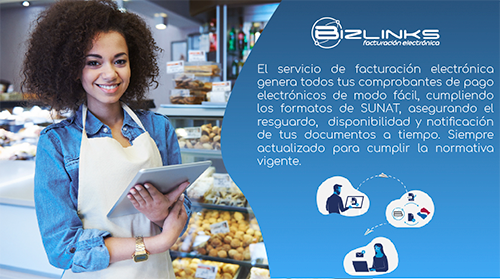 BIZLINKS
facturación electrónica
El servicio de facturación electrónica
genera todos tus comprobantes de pago
electrónicos de modo fácil, cumpliendo
los formatos de SUNAT, asegurando el
resguardo, disponibilidad y notificación
de tus documentos a tiempo. Siempre
actualizado para cumplir la normativa
vigente.